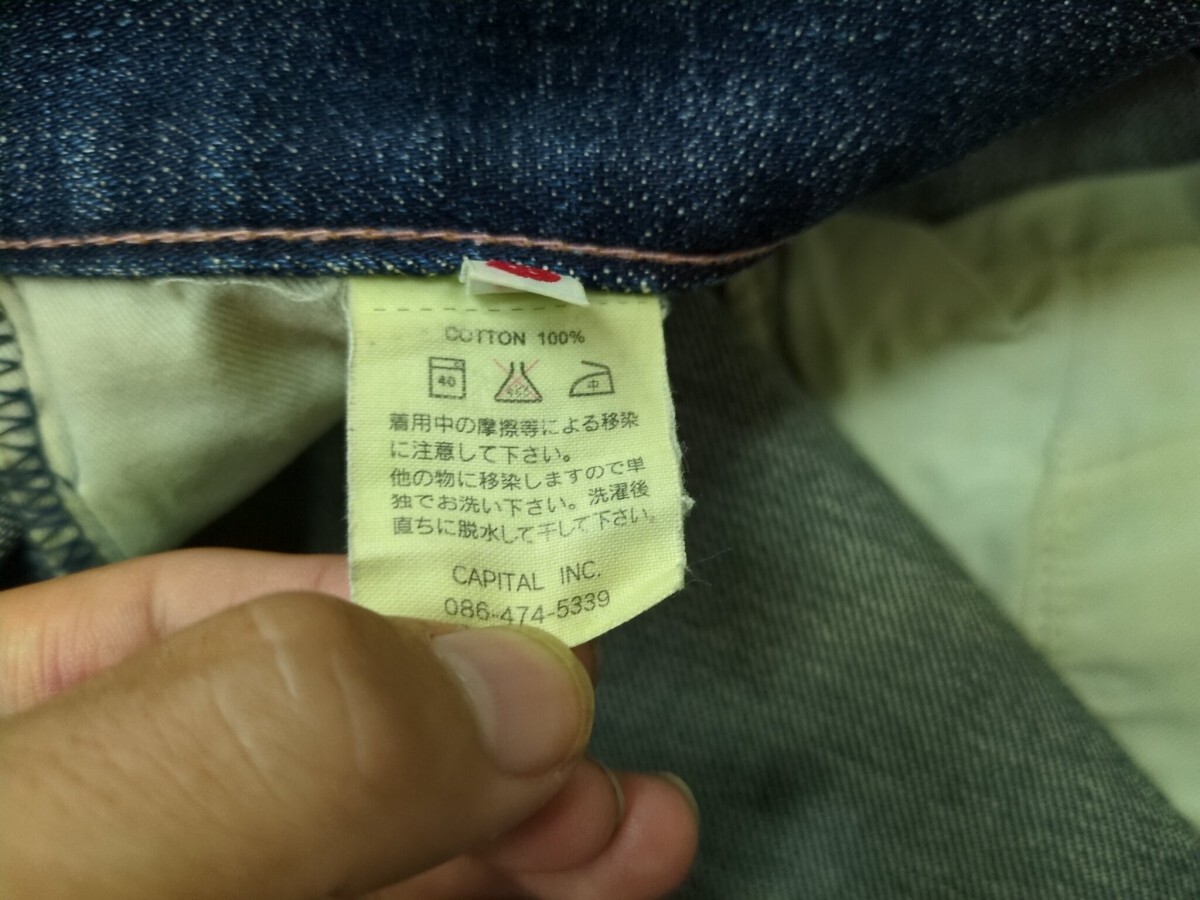 COTTON 100%
40
中
着用中の摩擦等による移染
に注意して下さい。
他の物に移染しますので単
独でお洗い下さい。洗濯後
直ちに脱水して干して下さい。
CAPITAL INC.
086-474-5339